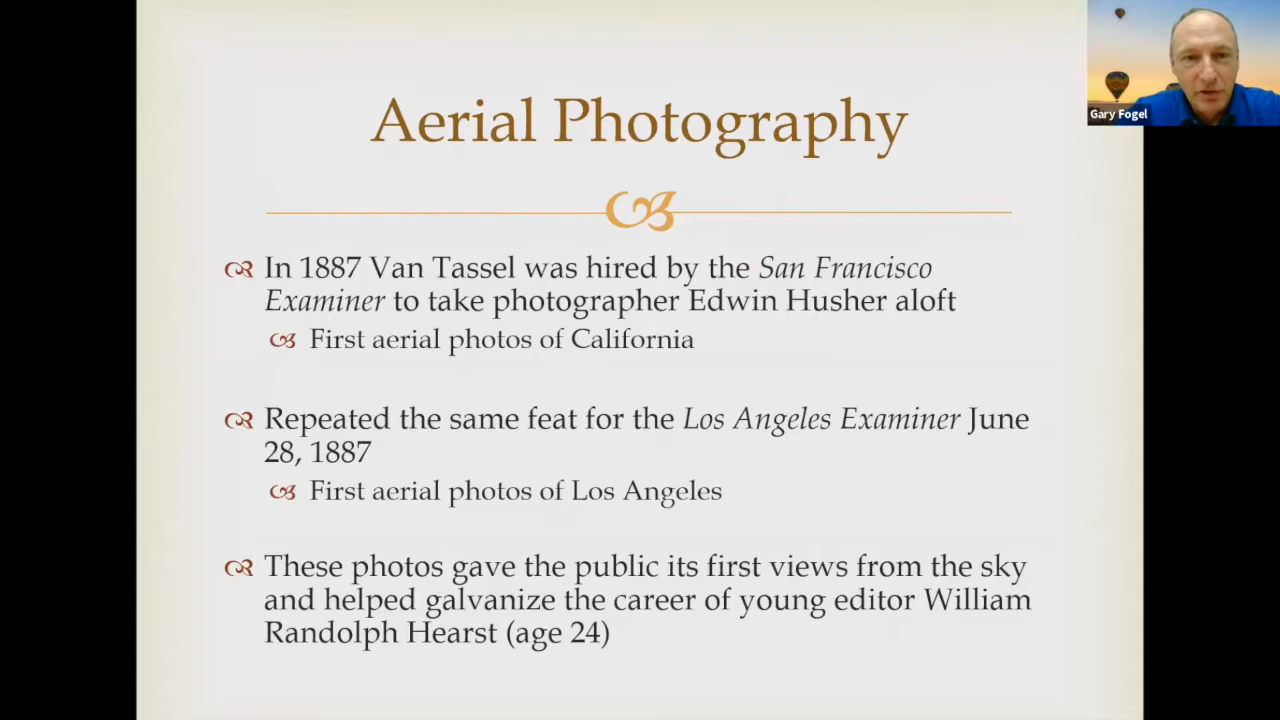 Aerial Photography
Gary Fogel
In 1887 Van Tassel was hired by the San Francisco
Examiner to take photographer Edwin Husher aloft
First aerial photos of California
Repeated the same feat for the Los Angeles Examiner June
28, 1887
First aerial photos of Los Angeles
These photos gave the public its first views from the sky
and helped galvanize the career of young editor William
Randolph Hearst (age 24)